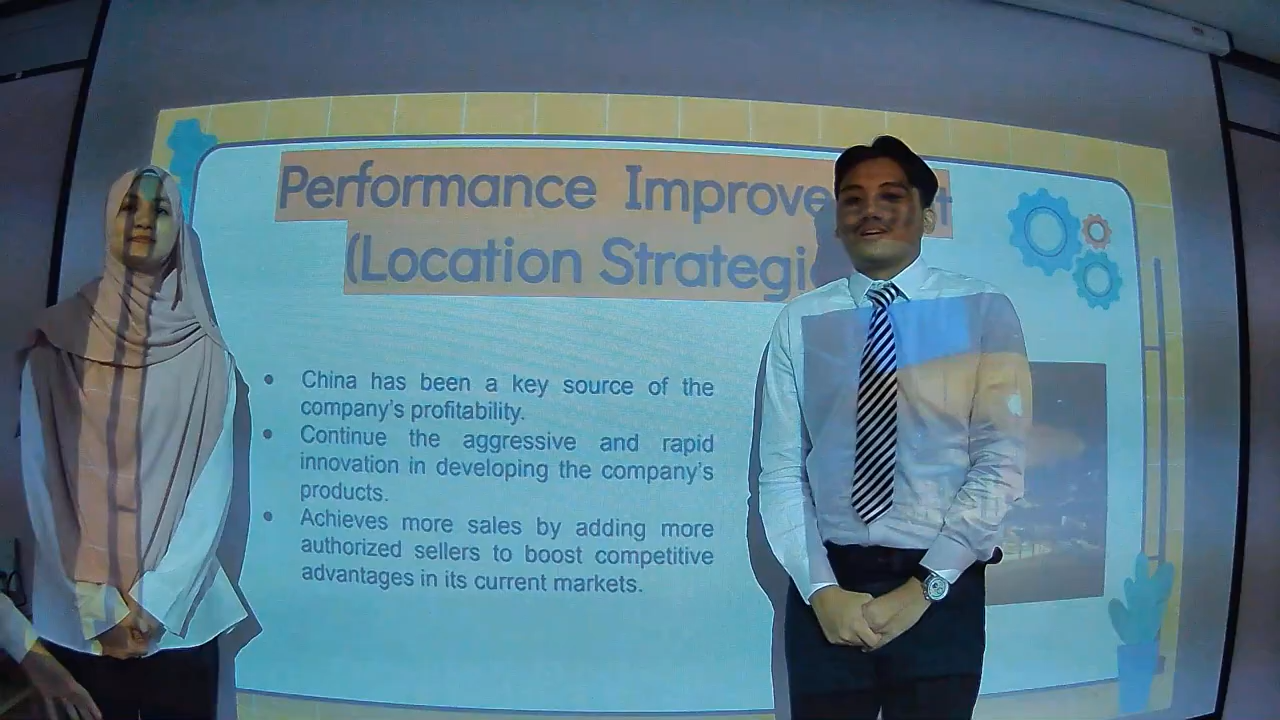 Performance
(Location
• China has been a key source of the
company's profitability.
• Continue the aggressive and rapid
innovation in developing the company's
products.
• Achieves more sales by adding more
authorized sellers to boost competitive
advantages in its current markets.